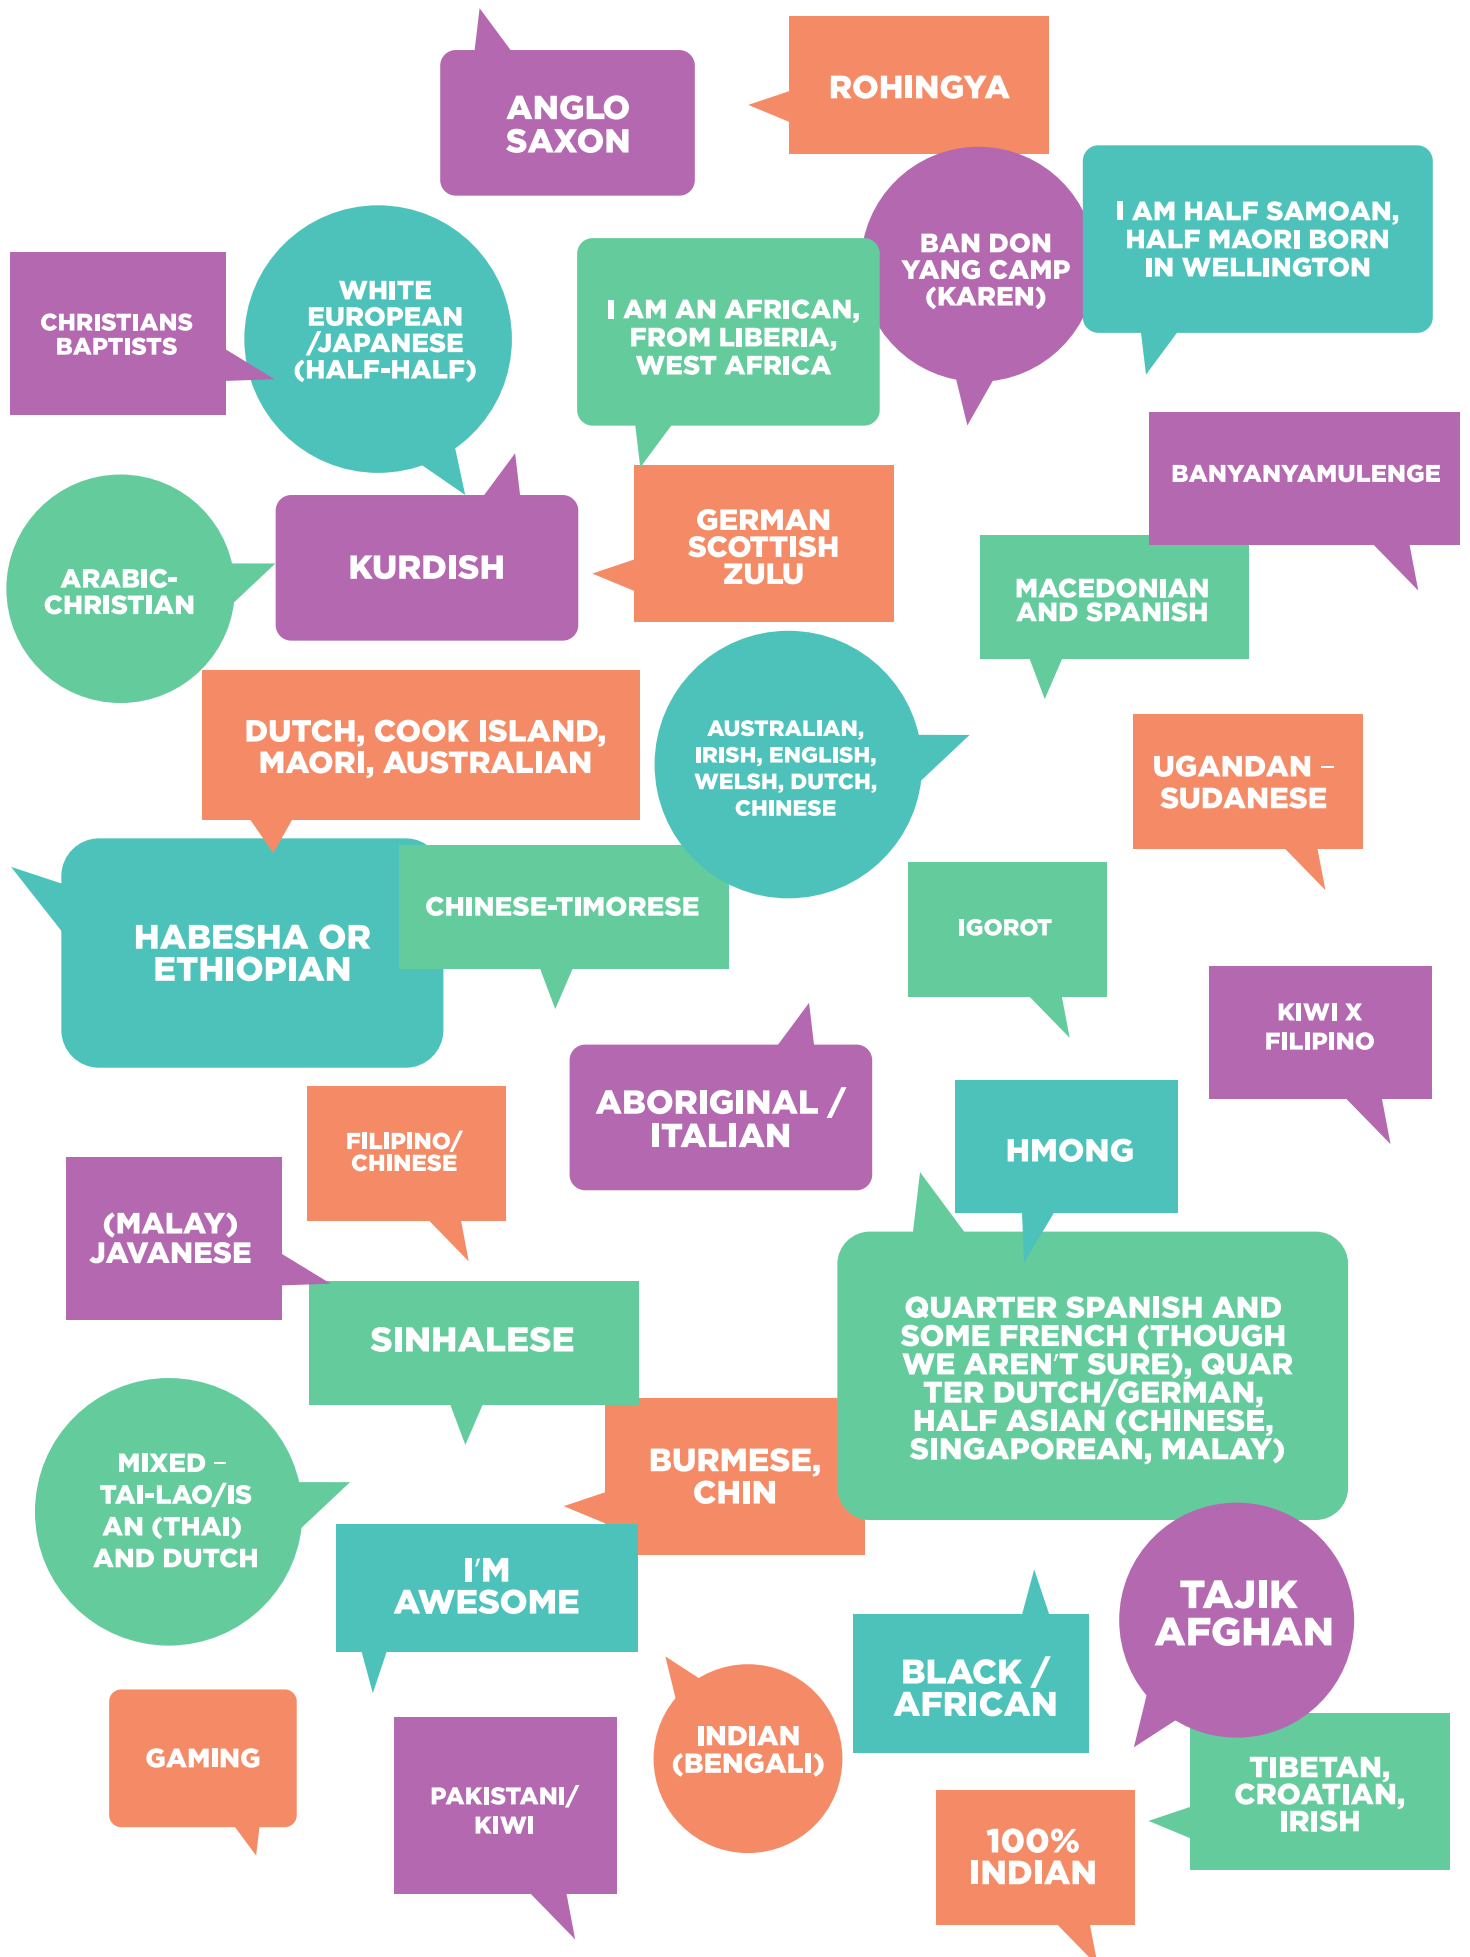 ANGLO
SAXON
ROHINGYA
BAN DON
YANG CAMP
(KAREN)
I AM HALF SAMOAN,
HALF MAORI BORN
IN WELLINGTON
CHRISTIANS
BAPTISTS
WHITE
EUROPEAN
/JAPANESE
(HALF-HALF)
I AM AN AFRICAN,
FROM LIBERIA,
WEST AFRICA
BANYANYAMULENGE
ARABIC-
CHRISTIAN
KURDISH
GERMAN
SCOTTISH
ZULU
MACEDONIAN
AND SPANISH
DUTCH, COOK ISLAND,
MAORI, AUSTRALIAN
AUSTRALIAN,
IRISH, ENGLISH,
WELSH, DUTCH,
CHINESE
UGANDAN –
SUDANESE
HABESHA OR
ETHIOPIAN
CHINESE-TIMORESE
IGOROT
KIWI X
FILIPINO
ABORIGINAL /
ITALIAN
FILIPINO/
CHINESE
HMONG
(MALAY)
JAVANESE
SINHALESE
QUARTER SPANISH AND
SOME FRENCH (THOUGH
WE AREN'T SURE), QUAR
TER DUTCH/GERMAN,
HALF ASIAN (CHINESE,
SINGAPOREAN, MALAY)
MIXED –
TAI-LAO/IS
AN (THAI)
AND DUTCH
BURMESE,
CHIN
I'M
AWESOME
TAJIK
AFGHAN
BLACK /
AFRICAN
GAMING
PAKISTANI/
KIWI
INDIAN
(BENGALI)
100%
INDIAN
TIBETAN,
CROATIAN,
IRISH